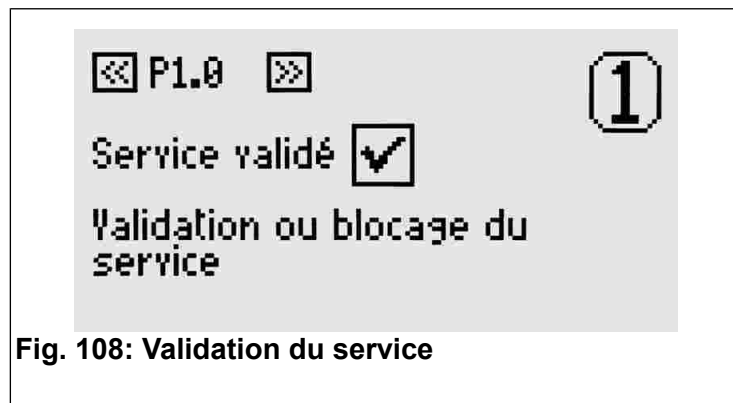 ≪ P1.0 ≫ 1
Service validé ✓
Validation ou blocage du
service
Fig. 108: Validation du service